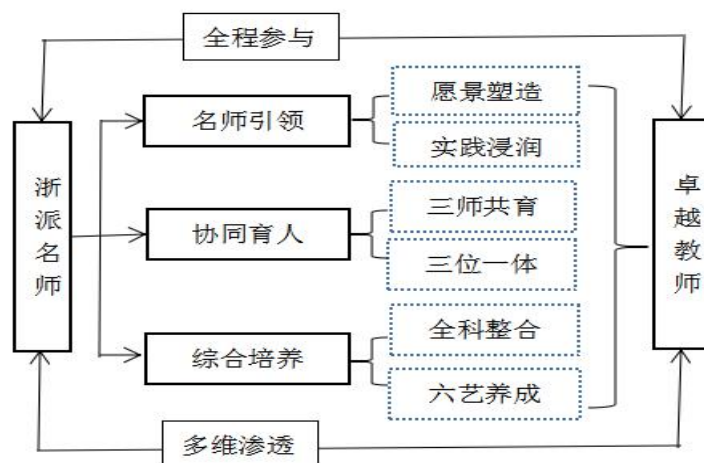 全程参与
浙派名师
名师引领
愿景塑造
实践浸润
协同育人
三师共育
三位一体
综合培养
全科整合
六艺养成
卓越教师
多维渗透